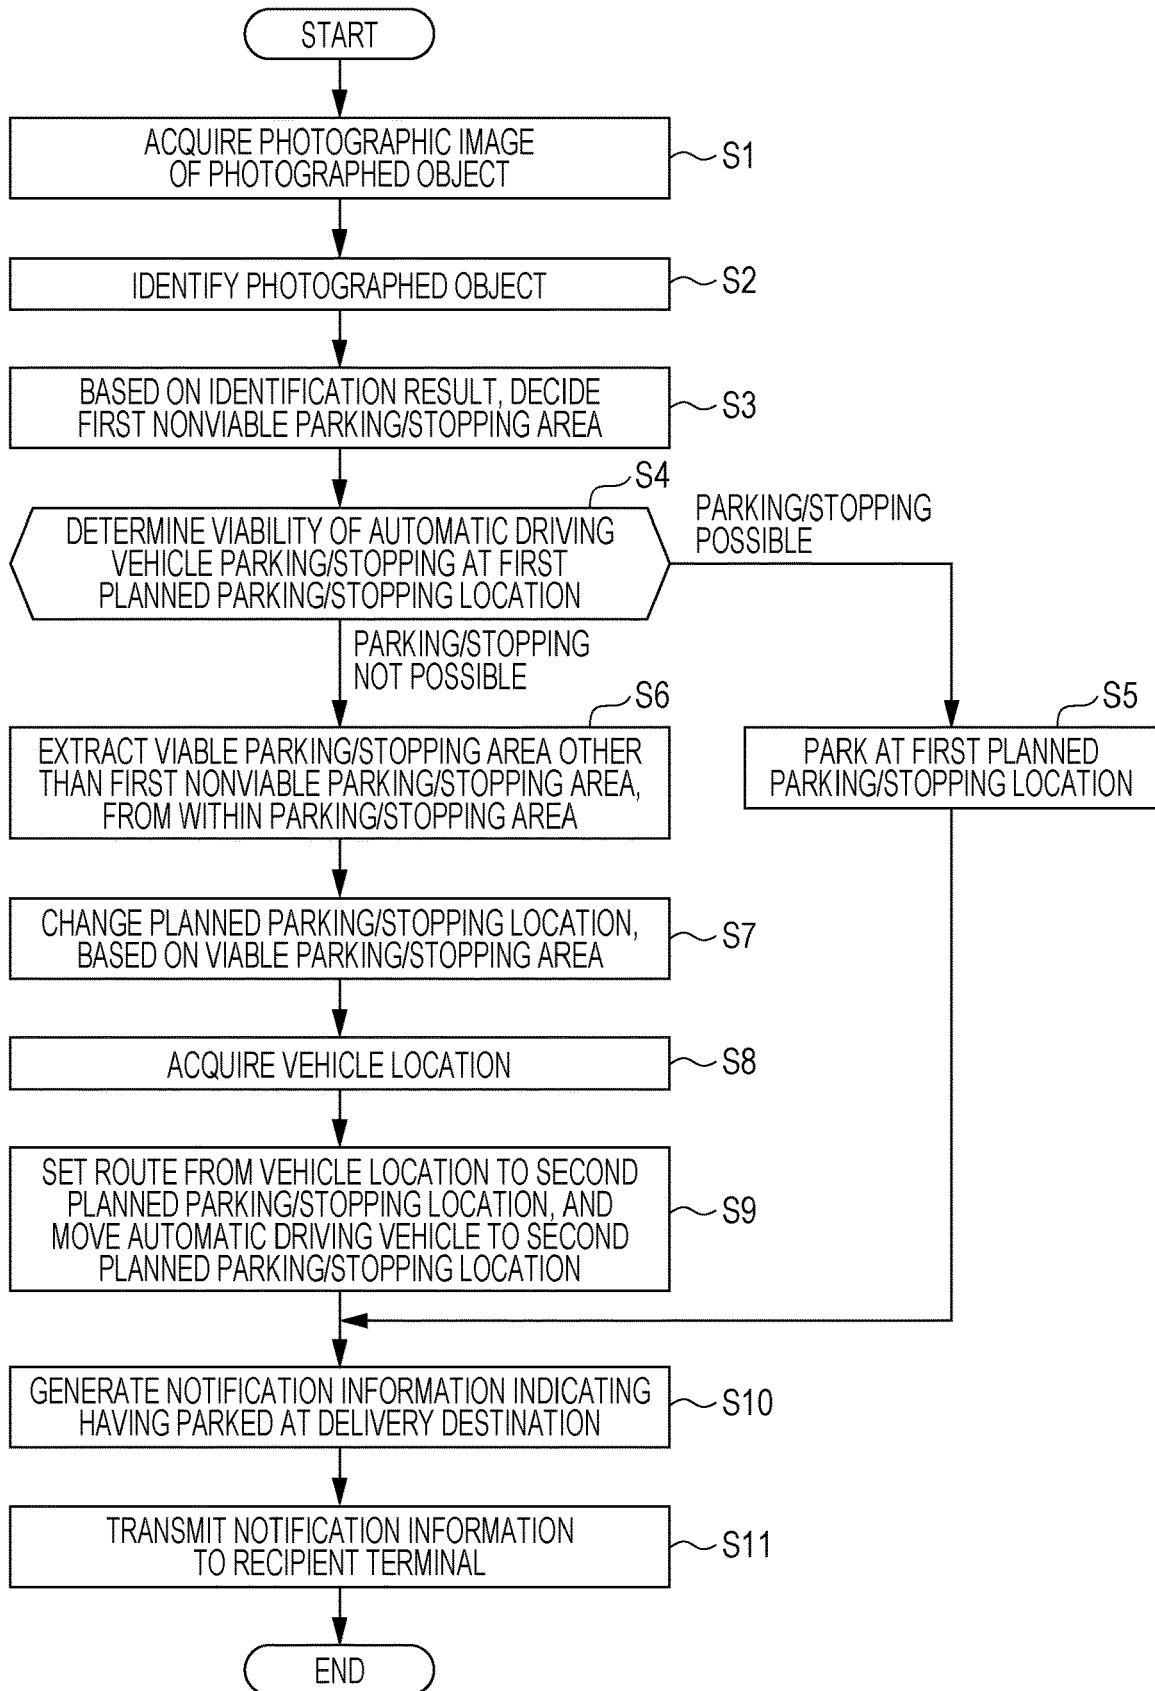 START
ACQUIRE PHOTOGRAPHIC IMAGE
OF PHOTOGRAPHED OBJECT
S1
IDENTIFY PHOTOGRAPHED OBJECT
S2
BASED ON IDENTIFICATION RESULT, DECIDE
FIRST NONVIABLE PARKING/STOPPING AREA
S3
S4
DETERMINE VIABILITY OF AUTOMATIC DRIVING
VEHICLE PARKING/STOPPING AT FIRST
PLANNED PARKING/STOPPING LOCATION
PARKING/STOPPING
POSSIBLE
PARKING/STOPPING
NOT POSSIBLE
S6
EXTRACT VIABLE PARKING/STOPPING AREA OTHER
THAN FIRST NONVIABLE PARKING/STOPPING AREA,
FROM WITHIN PARKING/STOPPING AREA
S5
PARK AT FIRST PLANNED
PARKING/STOPPING LOCATION
CHANGE PLANNED PARKING/STOPPING LOCATION,
BASED ON VIABLE PARKING/STOPPING AREA
S7
ACQUIRE VEHICLE LOCATION
S8
SET ROUTE FROM VEHICLE LOCATION TO SECOND
PLANNED PARKING/STOPPING LOCATION, AND
MOVE AUTOMATIC DRIVING VEHICLE TO SECOND
PLANNED PARKING/STOPPING LOCATION
S9
GENERATE NOTIFICATION INFORMATION INDICATING
HAVING PARKED AT DELIVERY DESTINATION
S10
TRANSMIT NOTIFICATION INFORMATION
TO RECIPIENT TERMINAL
S11
END